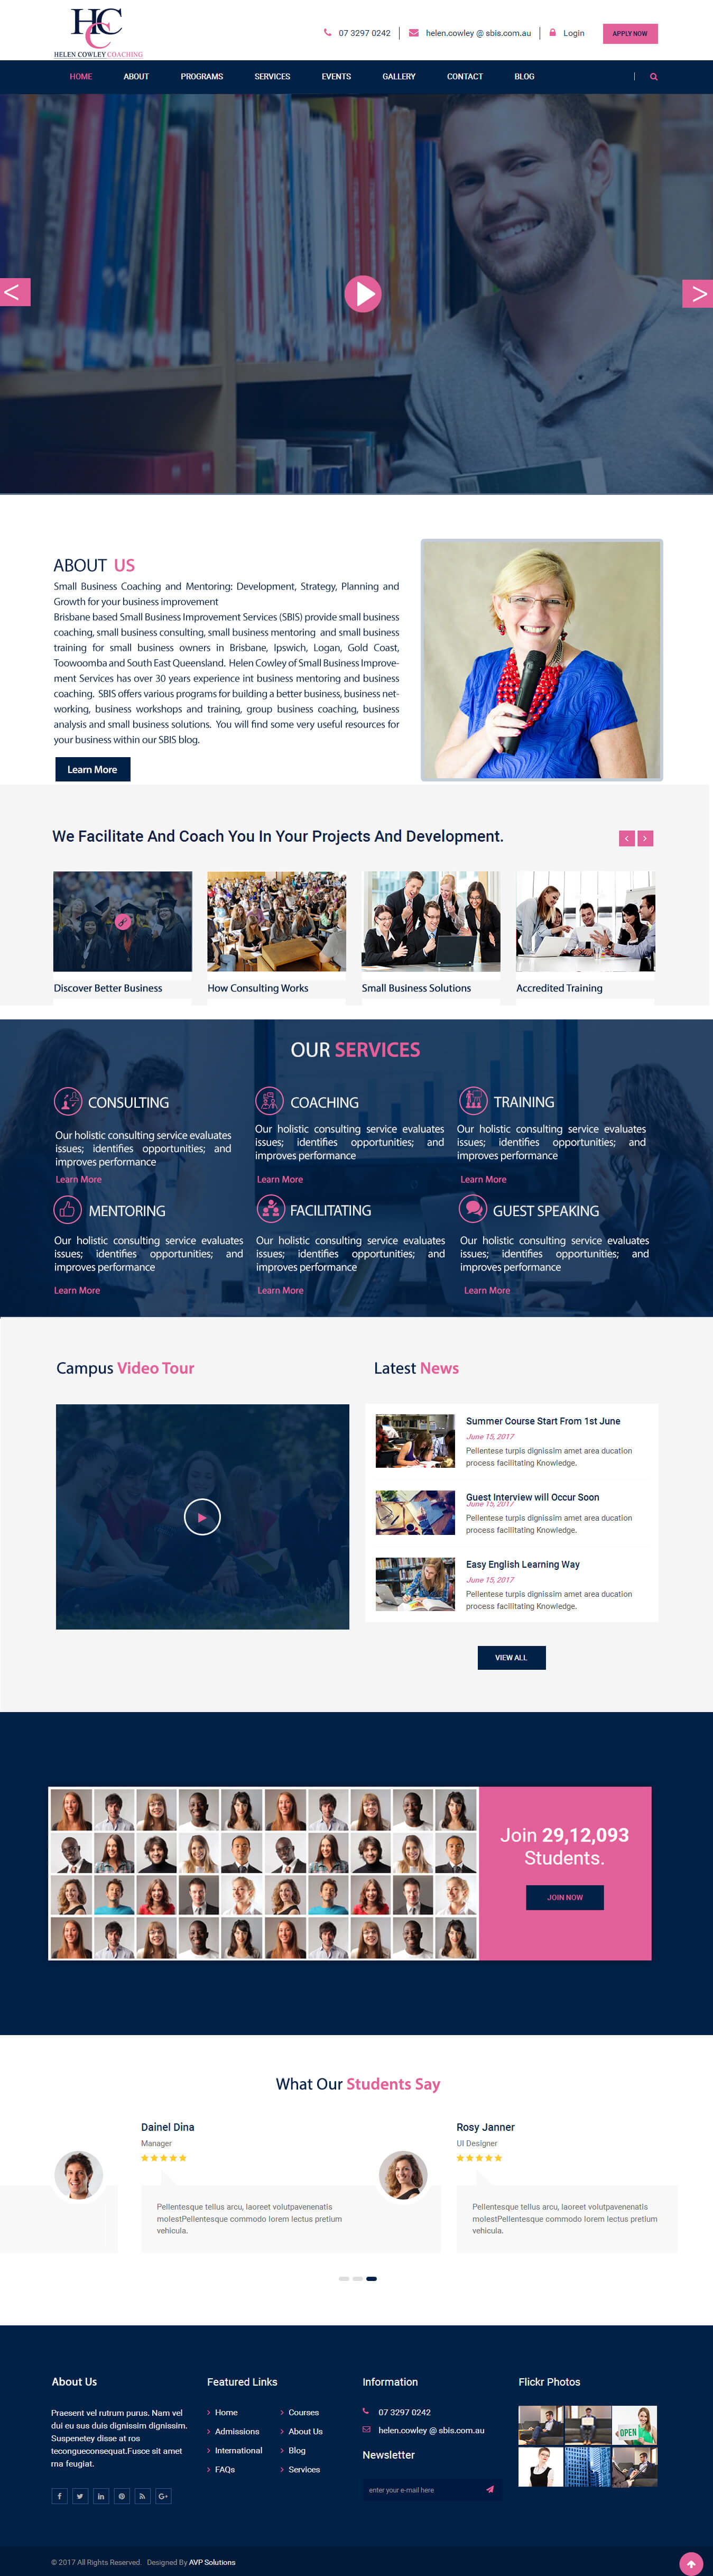 HCC
HELEN COWLEY COACHING
07 3297 0242
helen.cowley @ sbis.com.au
Login
APPLY NOW
HOME
ABOUT
PROGRAMS
SERVICES
EVENTS
GALLERY
CONTACT
BLOG
ABOUT US
Small Business Coaching and Mentoring: Development, Strategy, Planning and
Growth for your business improvement
Brisbane based Small Business Improvement Services (SBIS) provide small business
coaching, small business consulting, small business mentoring and small business
training for small business owners in Brisbane, Ipswich, Logan, Gold Coast,
Toowoomba and South East Queensland. Helen Cowley of Small Business Improve-
ment Services has over 30 years experience int business mentoring and business
coaching. SBIS offers various programs for building a better business, business net-
working, business workshops and training, group business coaching, business
analysis and small business solutions. You will find some very useful resources for
your business within our SBIS blog.
Learn More
We Facilitate And Coach You In Your Projects And Development.
Discover Better Business
How Consulting Works
Small Business Solutions
Accredited Training
OUR SERVICES
CONSULTING
Our holistic consulting service evaluates
issues; identifies opportunities; and
improves performance
Learn More
COACHING
Our holistic consulting service evaluates
issues; identifies opportunities; and
improves performance
Learn More
TRAINING
Our holistic consulting service evaluates
issues; identifies opportunities; and
improves performance
Learn More
MENTORING
Our holistic consulting service evaluates
issues; identifies opportunities; and
improves performance
Learn More
FACILITATING
Our holistic consulting service evaluates
issues; identifies opportunities; and
improves performance
Learn More
GUEST SPEAKING
Our holistic consulting service evaluates
issues; identifies opportunities; and
improves performance
Learn More
Campus Video Tour
Latest News
Summer Course Start From 1st June
June 15, 2017
Pellentese turpis dignissim amet area ducation
process facilitating Knowledge.
Guest Interview will Occur Soon
June 15, 2017
Pellentese turpis dignissim amet area ducation
process facilitating Knowledge.
Easy English Learning Way
June 15, 2017
Pellentese turpis dignissim amet area ducation
process facilitating Knowledge.
VIEW ALL
Join 29,12,093
Students.
JOIN NOW
What Our Students Say
Dainel Dina
Manager
Pellentesque tellus arcu, laoreet volutpavenenatis
molestPellentesque commodo lorem lectus pretium
vehicula.
Rosy Janner
UI Designer
Pellentesque tellus arcu, laoreet volutpavenenatis
molestPellentesque commodo lorem lectus pretium
vehicula.
About Us
Praesent vel rutrum purus. Nam vel
dui eu sus duis dignissim dignissim.
Suspenetey disse at ros
tecongueconsequat.Fusce sit amet
rna feugiat.
Featured Links
Home
Admissions
International
FAQs
Courses
About Us
Blog
Services
Information
07 3297 0242
helen.cowley @ sbis.com.au
Newsletter
enter your e-mail here
Flickr Photos
OPEN
© 2017 All Rights Reserved. Designed By AVP Solutions